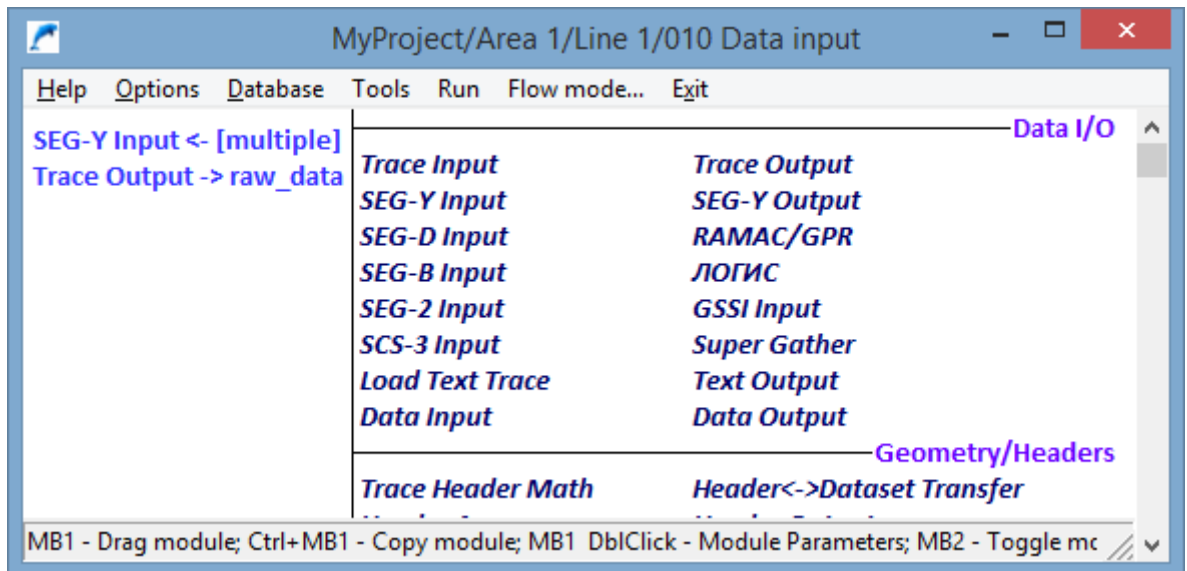 MyProject/Area 1/Line 1/010 Data input
Help Options Database Tools Run Flow mode... Exit
SEG-Y Input <- [multiple]
Trace Output -> raw_data
Data I/O
Trace Input Trace Output
SEG-Y Input SEG-Y Output
SEG-D Input RAMAC/GPR
SEG-B Input ЛОГИС
SEG-2 Input GSSI Input
SCS-3 Input Super Gather
Load Text Trace Text Output
Data Input Data Output
Geometry/Headers
Trace Header Math Header<->Dataset Transfer
MB1 - Drag module; Ctrl+MB1 - Copy module; MB1 DblClick - Module Parameters; MB2 - Toggle